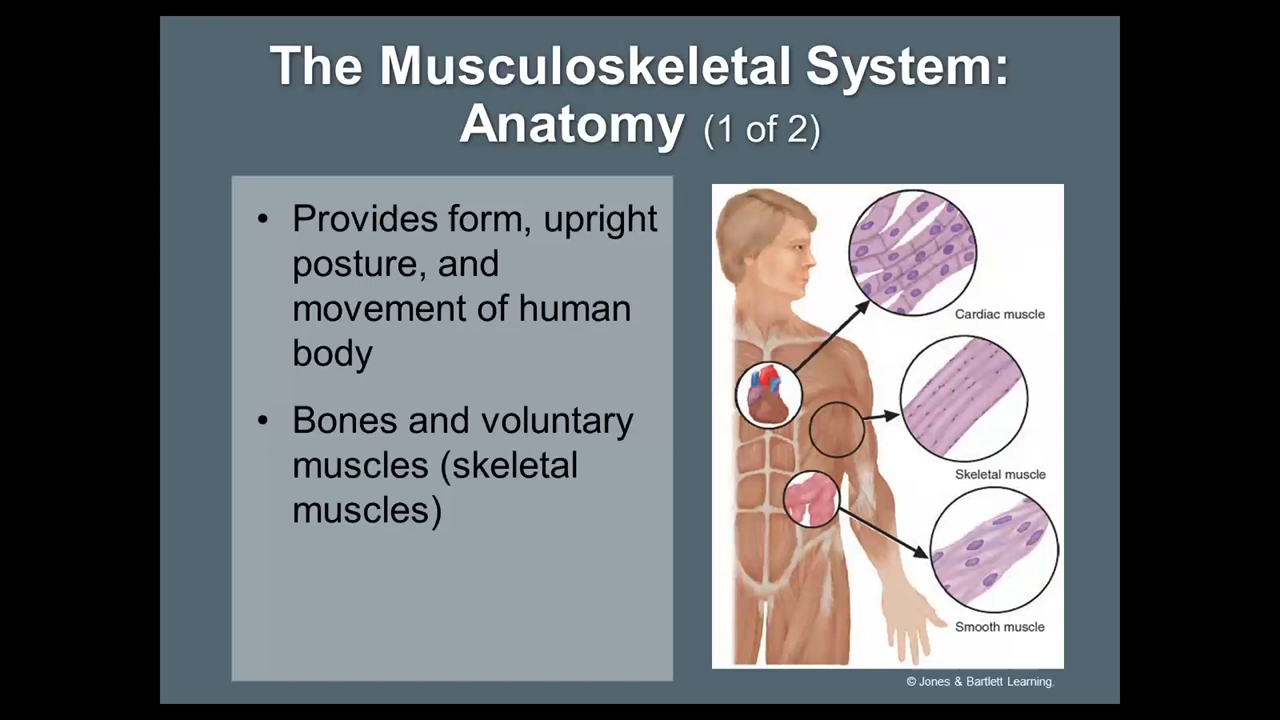 The Musculoskeletal System:
Anatomy (1 of 2)
• Provides form, upright
posture, and
movement of human
body
• Bones and voluntary
muscles (skeletal
muscles)
Cardiac muscle
Skeletal muscle
Smooth muscle
© Jones & Bartlett Learning.